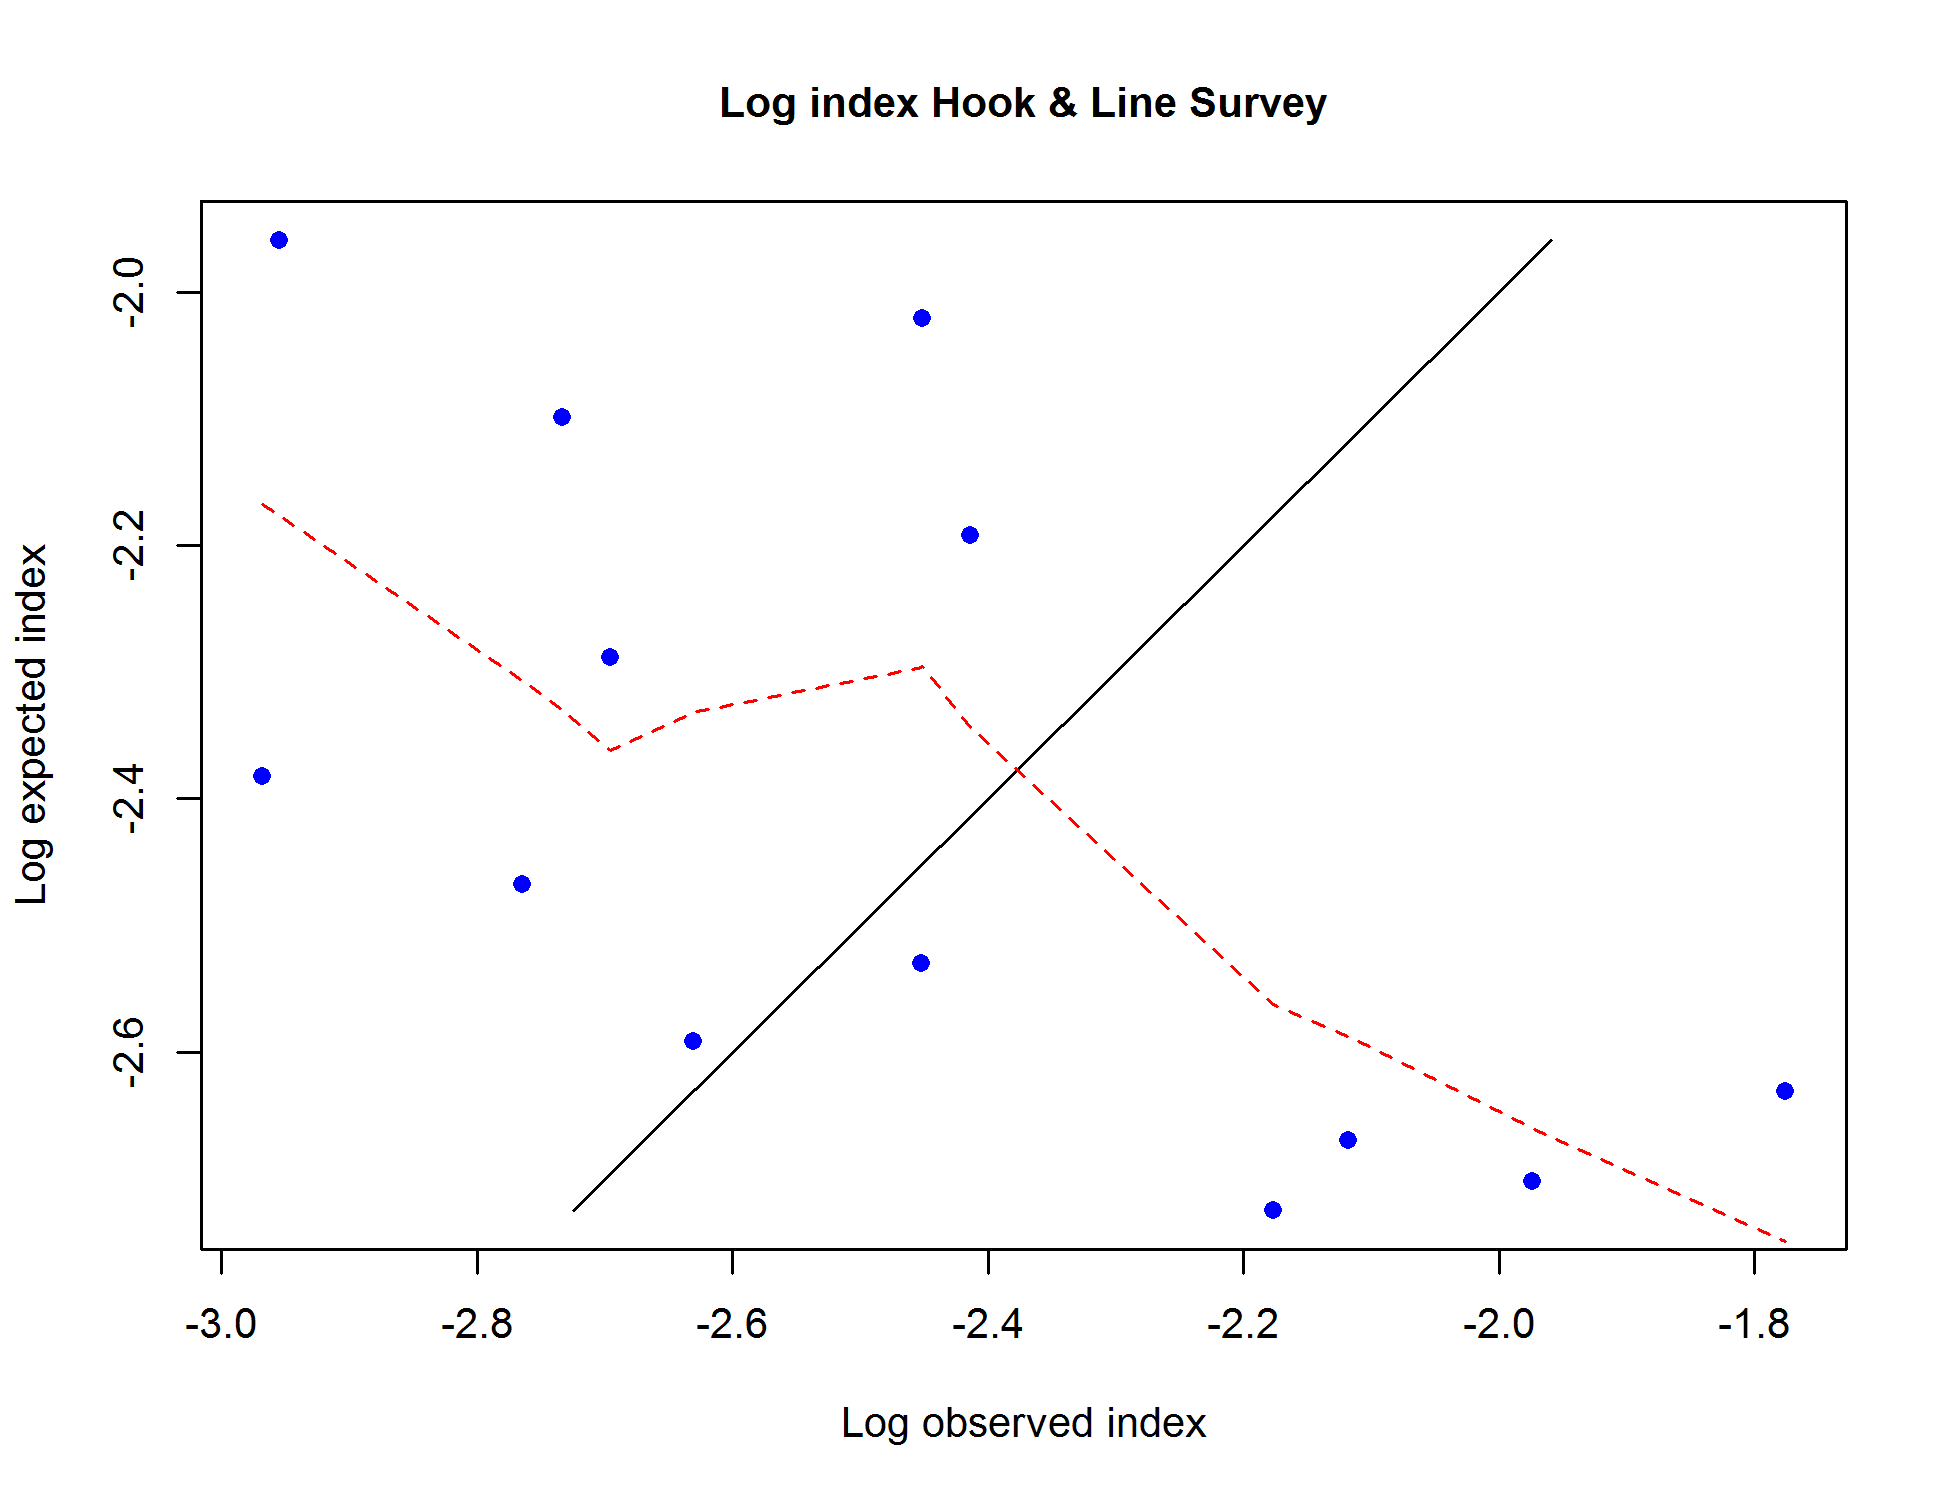 Log index Hook & Line Survey
Log expected index
-2.0
-2.2
-2.4
-2.6
-3.0 -2.8 -2.6 -2.4 -2.2 -2.0 -1.8
Log observed index